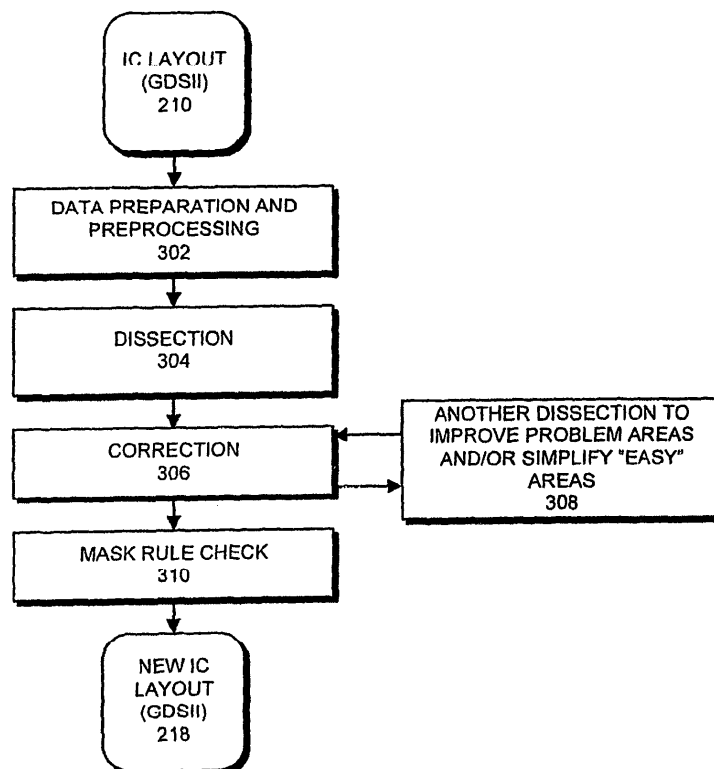 IC LAYOUT
(GDSII)
210
DATA PREPARATION AND
PREPROCESSING
302
DISSECTION
304
CORRECTION
306
ANOTHER DISSECTION TO
IMPROVE PROBLEM AREAS
AND/OR SIMPLIFY "EASY"
AREAS
308
MASK RULE CHECK
310
NEW IC
LAYOUT
(GDSII)
218